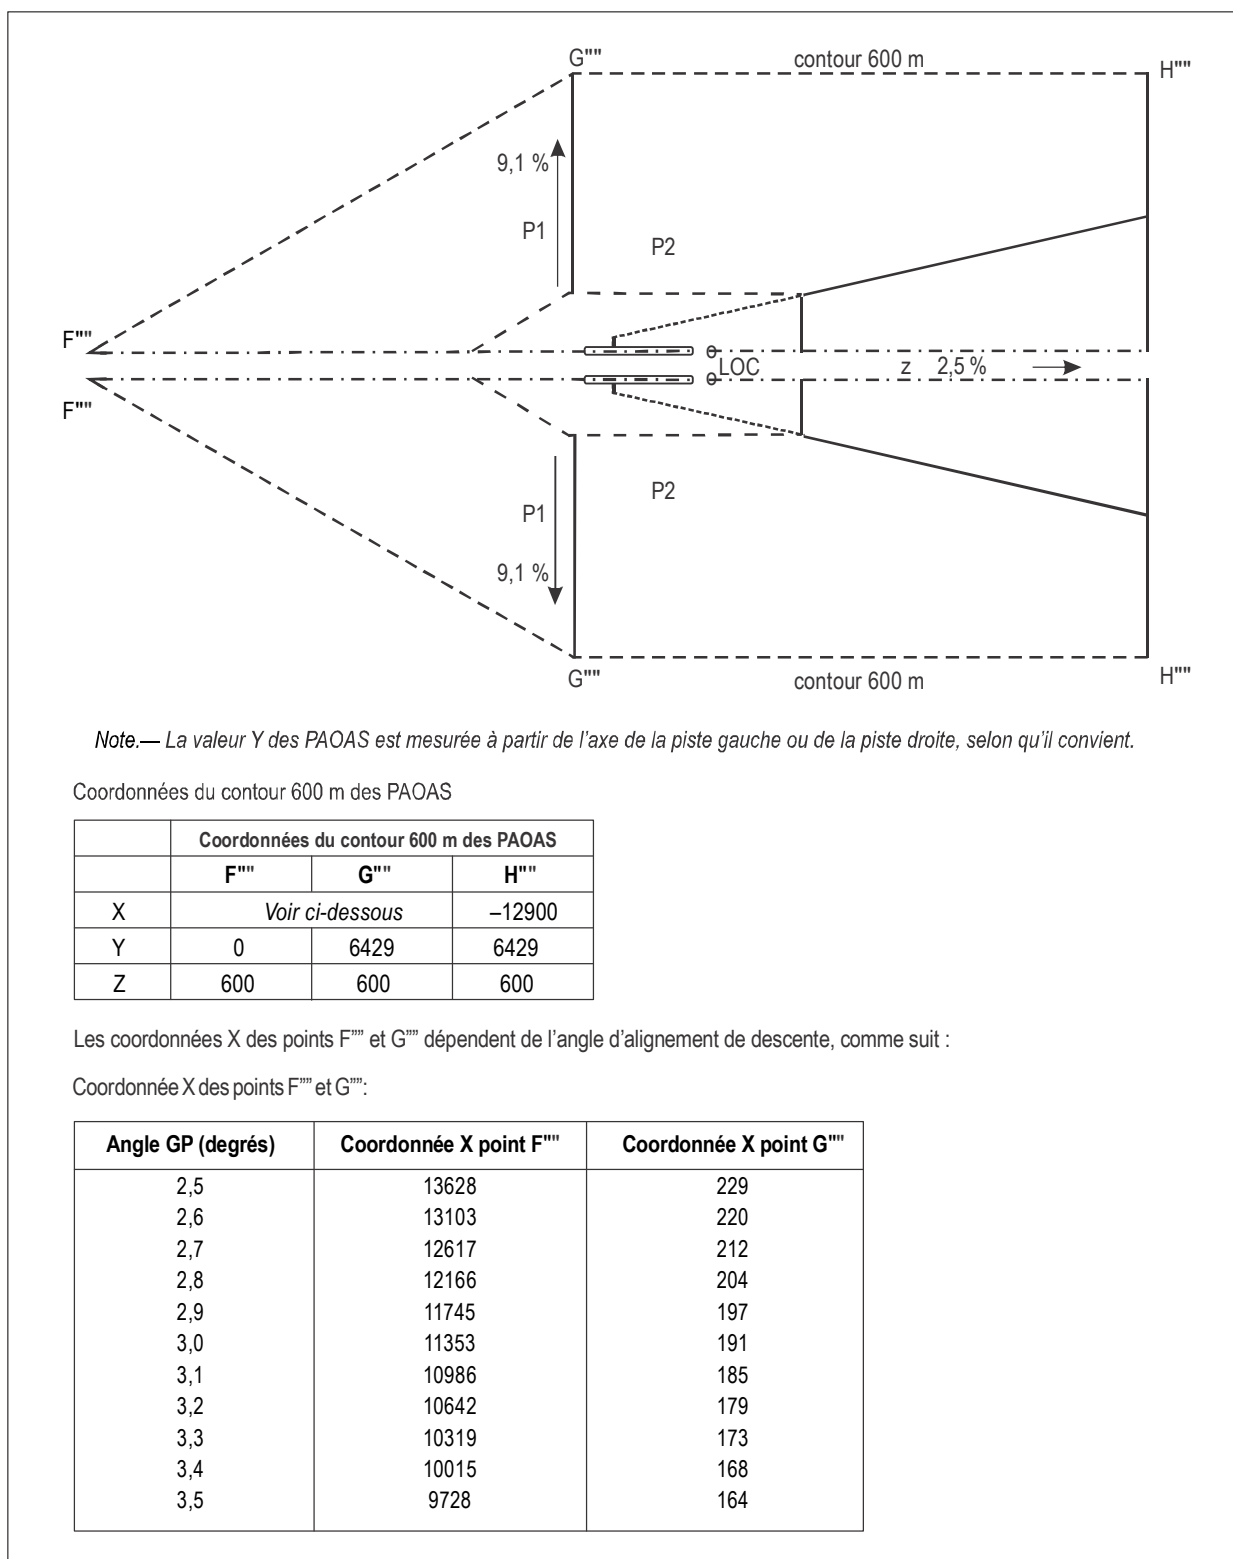 G""
contour 600 m
H""
9,1 %
P1
P2
F""
LOC
z 2,5 %
F""
P2
P1
9,1 %
G""
contour 600 m
H""
Note.— La valeur Y des PAOAS est mesurée à partir de l'axe de la piste gauche ou de la piste droite, selon qu'il convient.
Coordonnées du contour 600 m des PAOAS
Coordonnées du contour 600 m des PAOAS
F"" G"" H""
X Voir ci-dessous –12900
Y 0 6429 6429
Z 600 600 600
Les coordonnées X des points F"" et G"" dépendent de l'angle d'alignement de descente, comme suit :
Coordonnée X des points F"" et G"":
Angle GP (degrés) Coordonnée X point F"" Coordonnée X point G""
2,5 13628 229
2,6 13103 220
2,7 12617 212
2,8 12166 204
2,9 11745 197
3,0 11353 191
3,1 10986 185
3,2 10642 179
3,3 10319 173
3,4 10015 168
3,5 9728 164